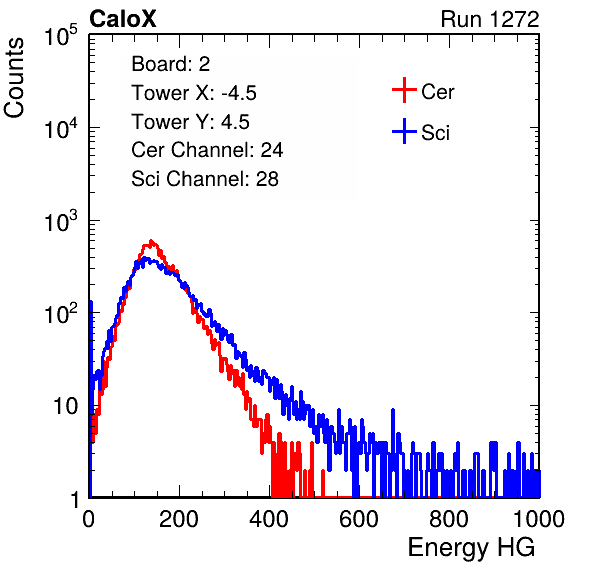 CaloX Run 1272
Counts
10^5
10^4
10^3
10^2
10
1
Board: 2
Tower X: -4.5
Tower Y: 4.5
Cer Channel: 24
Sci Channel: 28
Cer
Sci
0 200 400 600 800 1000
Energy HG